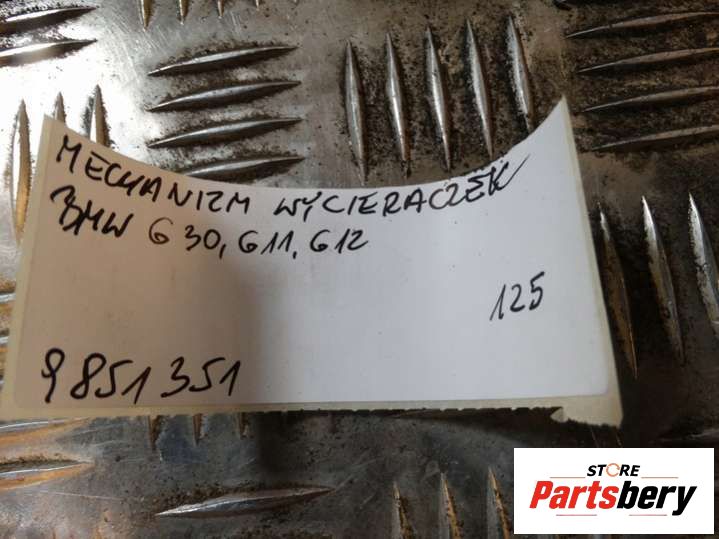 MECHANIZM WYCIERACZEK
BMW G30, G11, G12
125
9851351
STORE
Partsbery